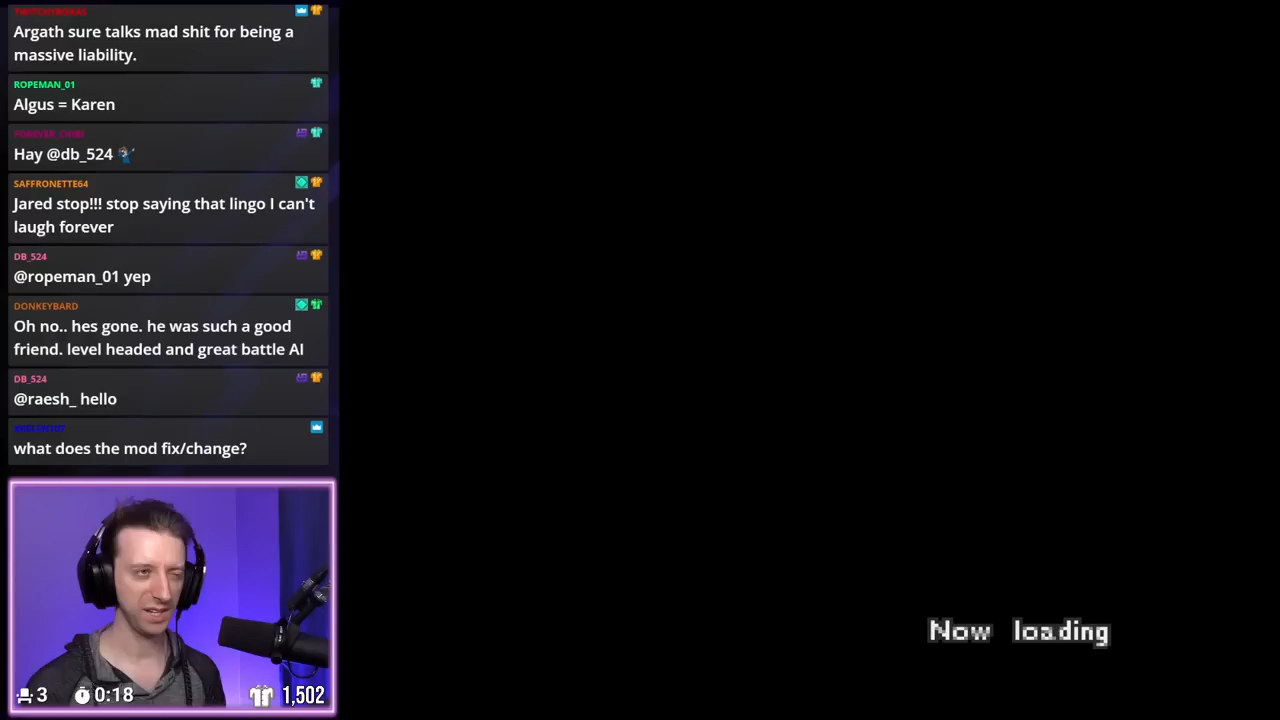 Argath sure talks mad shit for being a
massive liability.
ROPEMAN_01
Algus = Karen
Hay @db_524
SAFFRONETTE64
Jared stop!!! stop saying that lingo I can't
laugh forever
DB_524
@ropeman_01 yep
DONKEYBARD
Oh no.. hes gone. he was such a good
friend. level headed and great battle AI
DB_524
@raesh_ hello
what does the mod fix/change?
Now loading
3 0:18 1,502